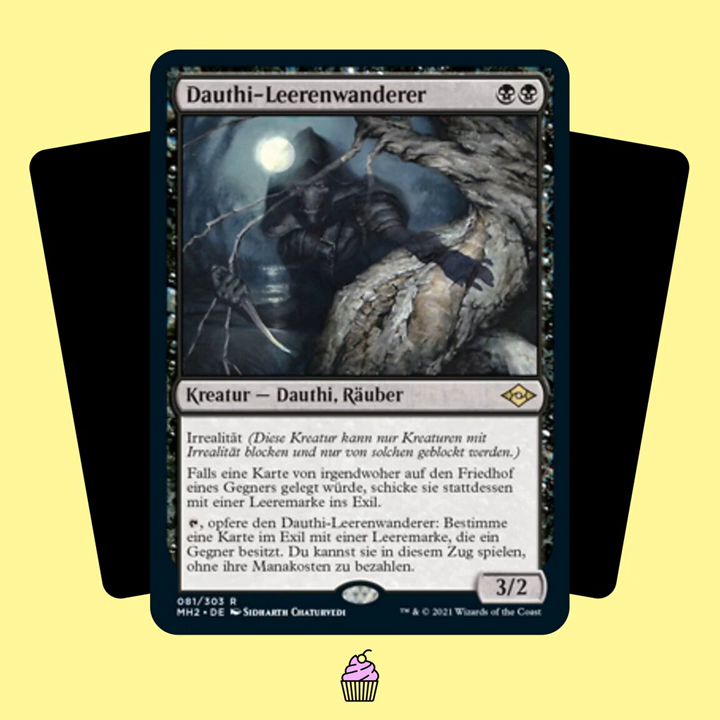 Dauthi-Leerenwanderer
Kreatur — Dauthi, Räuber
Irrealität (Diese Kreatur kann nur Kreaturen mit
Irrealität blocken und nur von solchen geblockt werden.)
Falls eine Karte von irgendwoher auf den Friedhof
eines Gegners gelegt würde, schicke sie stattdessen
mit einer Leeremarke ins Exil.
, opfere den Dauthi-Leerenwanderer: Bestimme
eine Karte im Exil mit einer Leeremarke, die ein
Gegner besitzt. Du kannst sie in diesem Zug spielen,
ohne ihre Manakosten zu bezahlen.
3/2
081/303 R
MH2 • DE Sidharth Chaturvedi
™ & © 2021 Wizards of the Coast